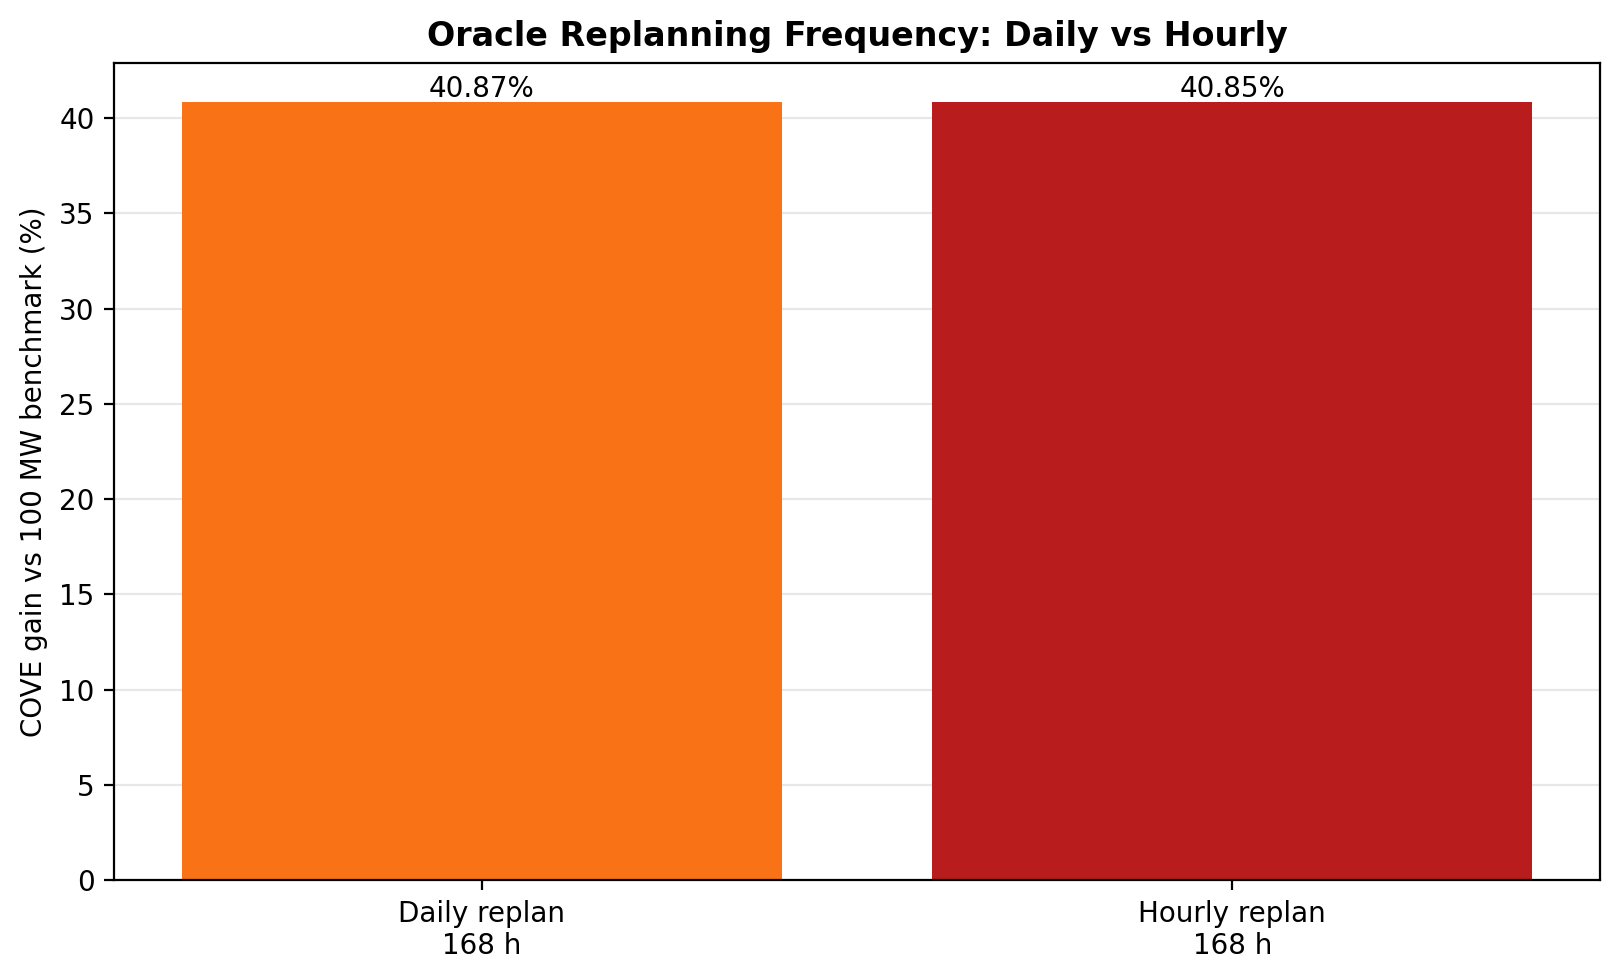 Oracle Replanning Frequency: Daily vs Hourly
40.87%
40.85%
COVE gain vs 100 MW benchmark (%)
40
35
30
25
20
15
10
5
0
Daily replan
168 h
Hourly replan
168 h